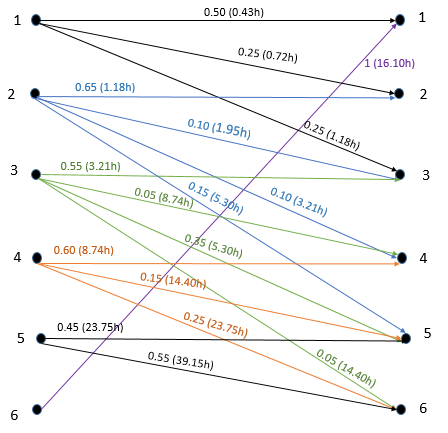 0.50 (0.43h)
1
1
0.25 (0.72h)
1 (16.10h)
0.65 (1.18h)
2
2
0.10 (1.95h)
0.25 (1.18h)
0.55 (3.21h)
3
3
0.05 (8.74h)
0.15 (5.30h)
0.10 (3.21h)
0.35 (5.30h)
0.60 (8.74h)
4
4
0.15 (14.40h)
0.25 (23.75h)
0.45 (23.75h)
5
5
0.55 (39.15h)
0.05 (14.40h)
6
6